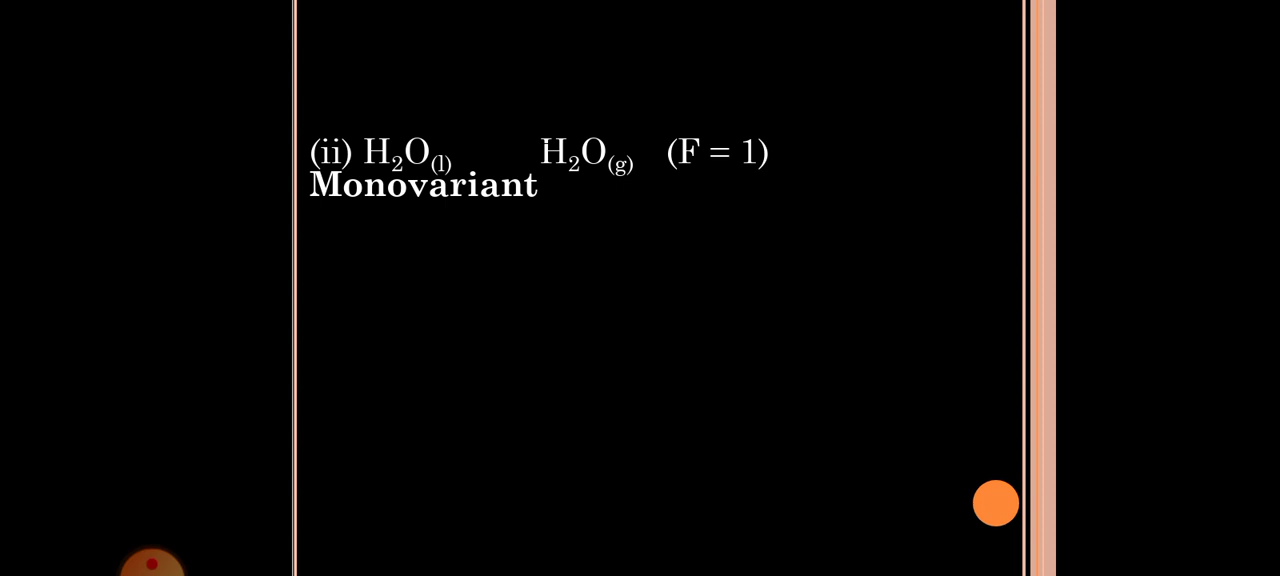 (ii) H₂O₍l₎ H₂O₍g₎ (F = 1)
Monovariant